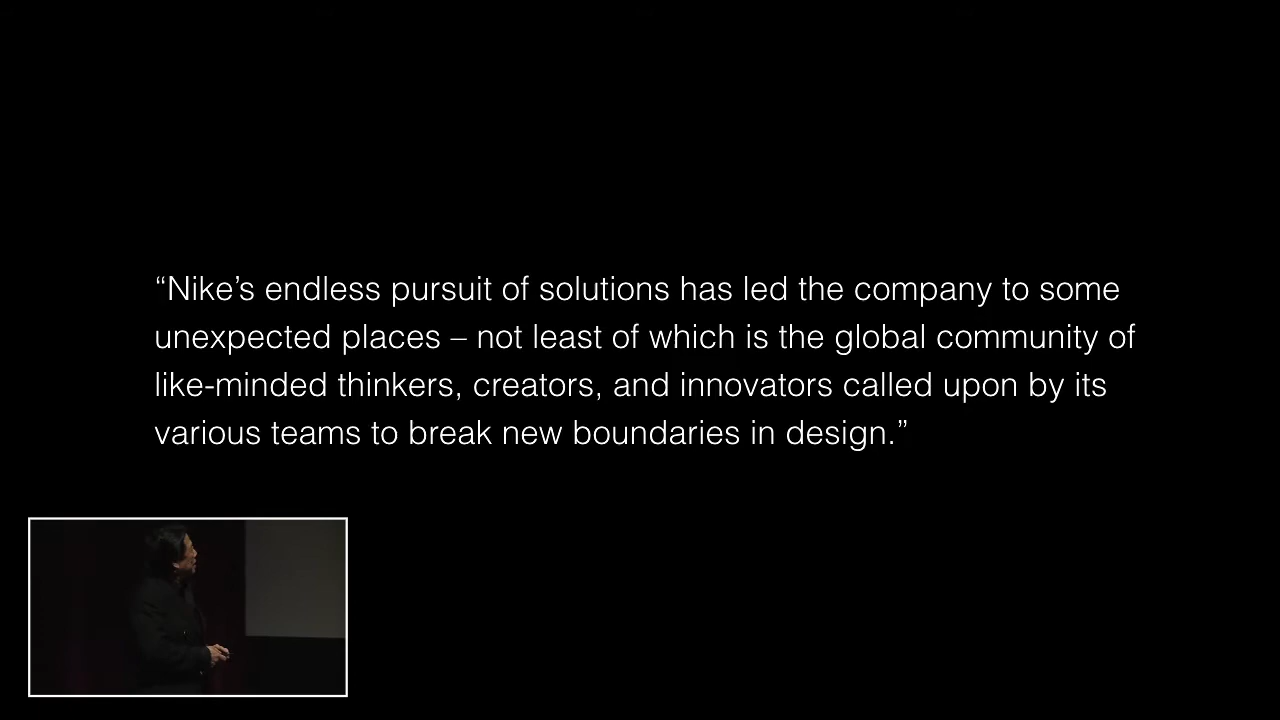 “Nike’s endless pursuit of solutions has led the company to some
unexpected places – not least of which is the global community of
like-minded thinkers, creators, and innovators called upon by its
various teams to break new boundaries in design.”